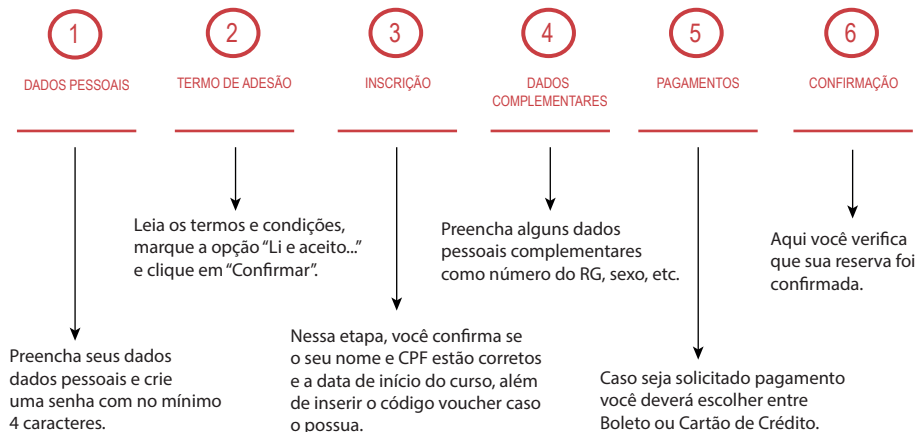 1
2
3
4
5
6
DADOS PESSOAIS
TERMO DE ADESÃO
INSCRIÇÃO
DADOS
COMPLEMENTARES
PAGAMENTOS
CONFIRMAÇÃO
Leia os termos e condições,
marque a opção “Li e aceito...”
e clique em “Confirmar”.
Preencha alguns dados
pessoais complementares
como número do RG, sexo, etc.
Aqui você verifica
que sua reserva foi
confirmada.
Preencha seus dados
dados pessoais e crie
uma senha com no mínimo
4 caracteres.
Nessa etapa, você confirma se
o seu nome e CPF estão corretos
e a data de início do curso, além
de inserir o código voucher caso
o possua.
Caso seja solicitado pagamento
você deverá escolher entre
Boleto ou Cartão de Crédito.